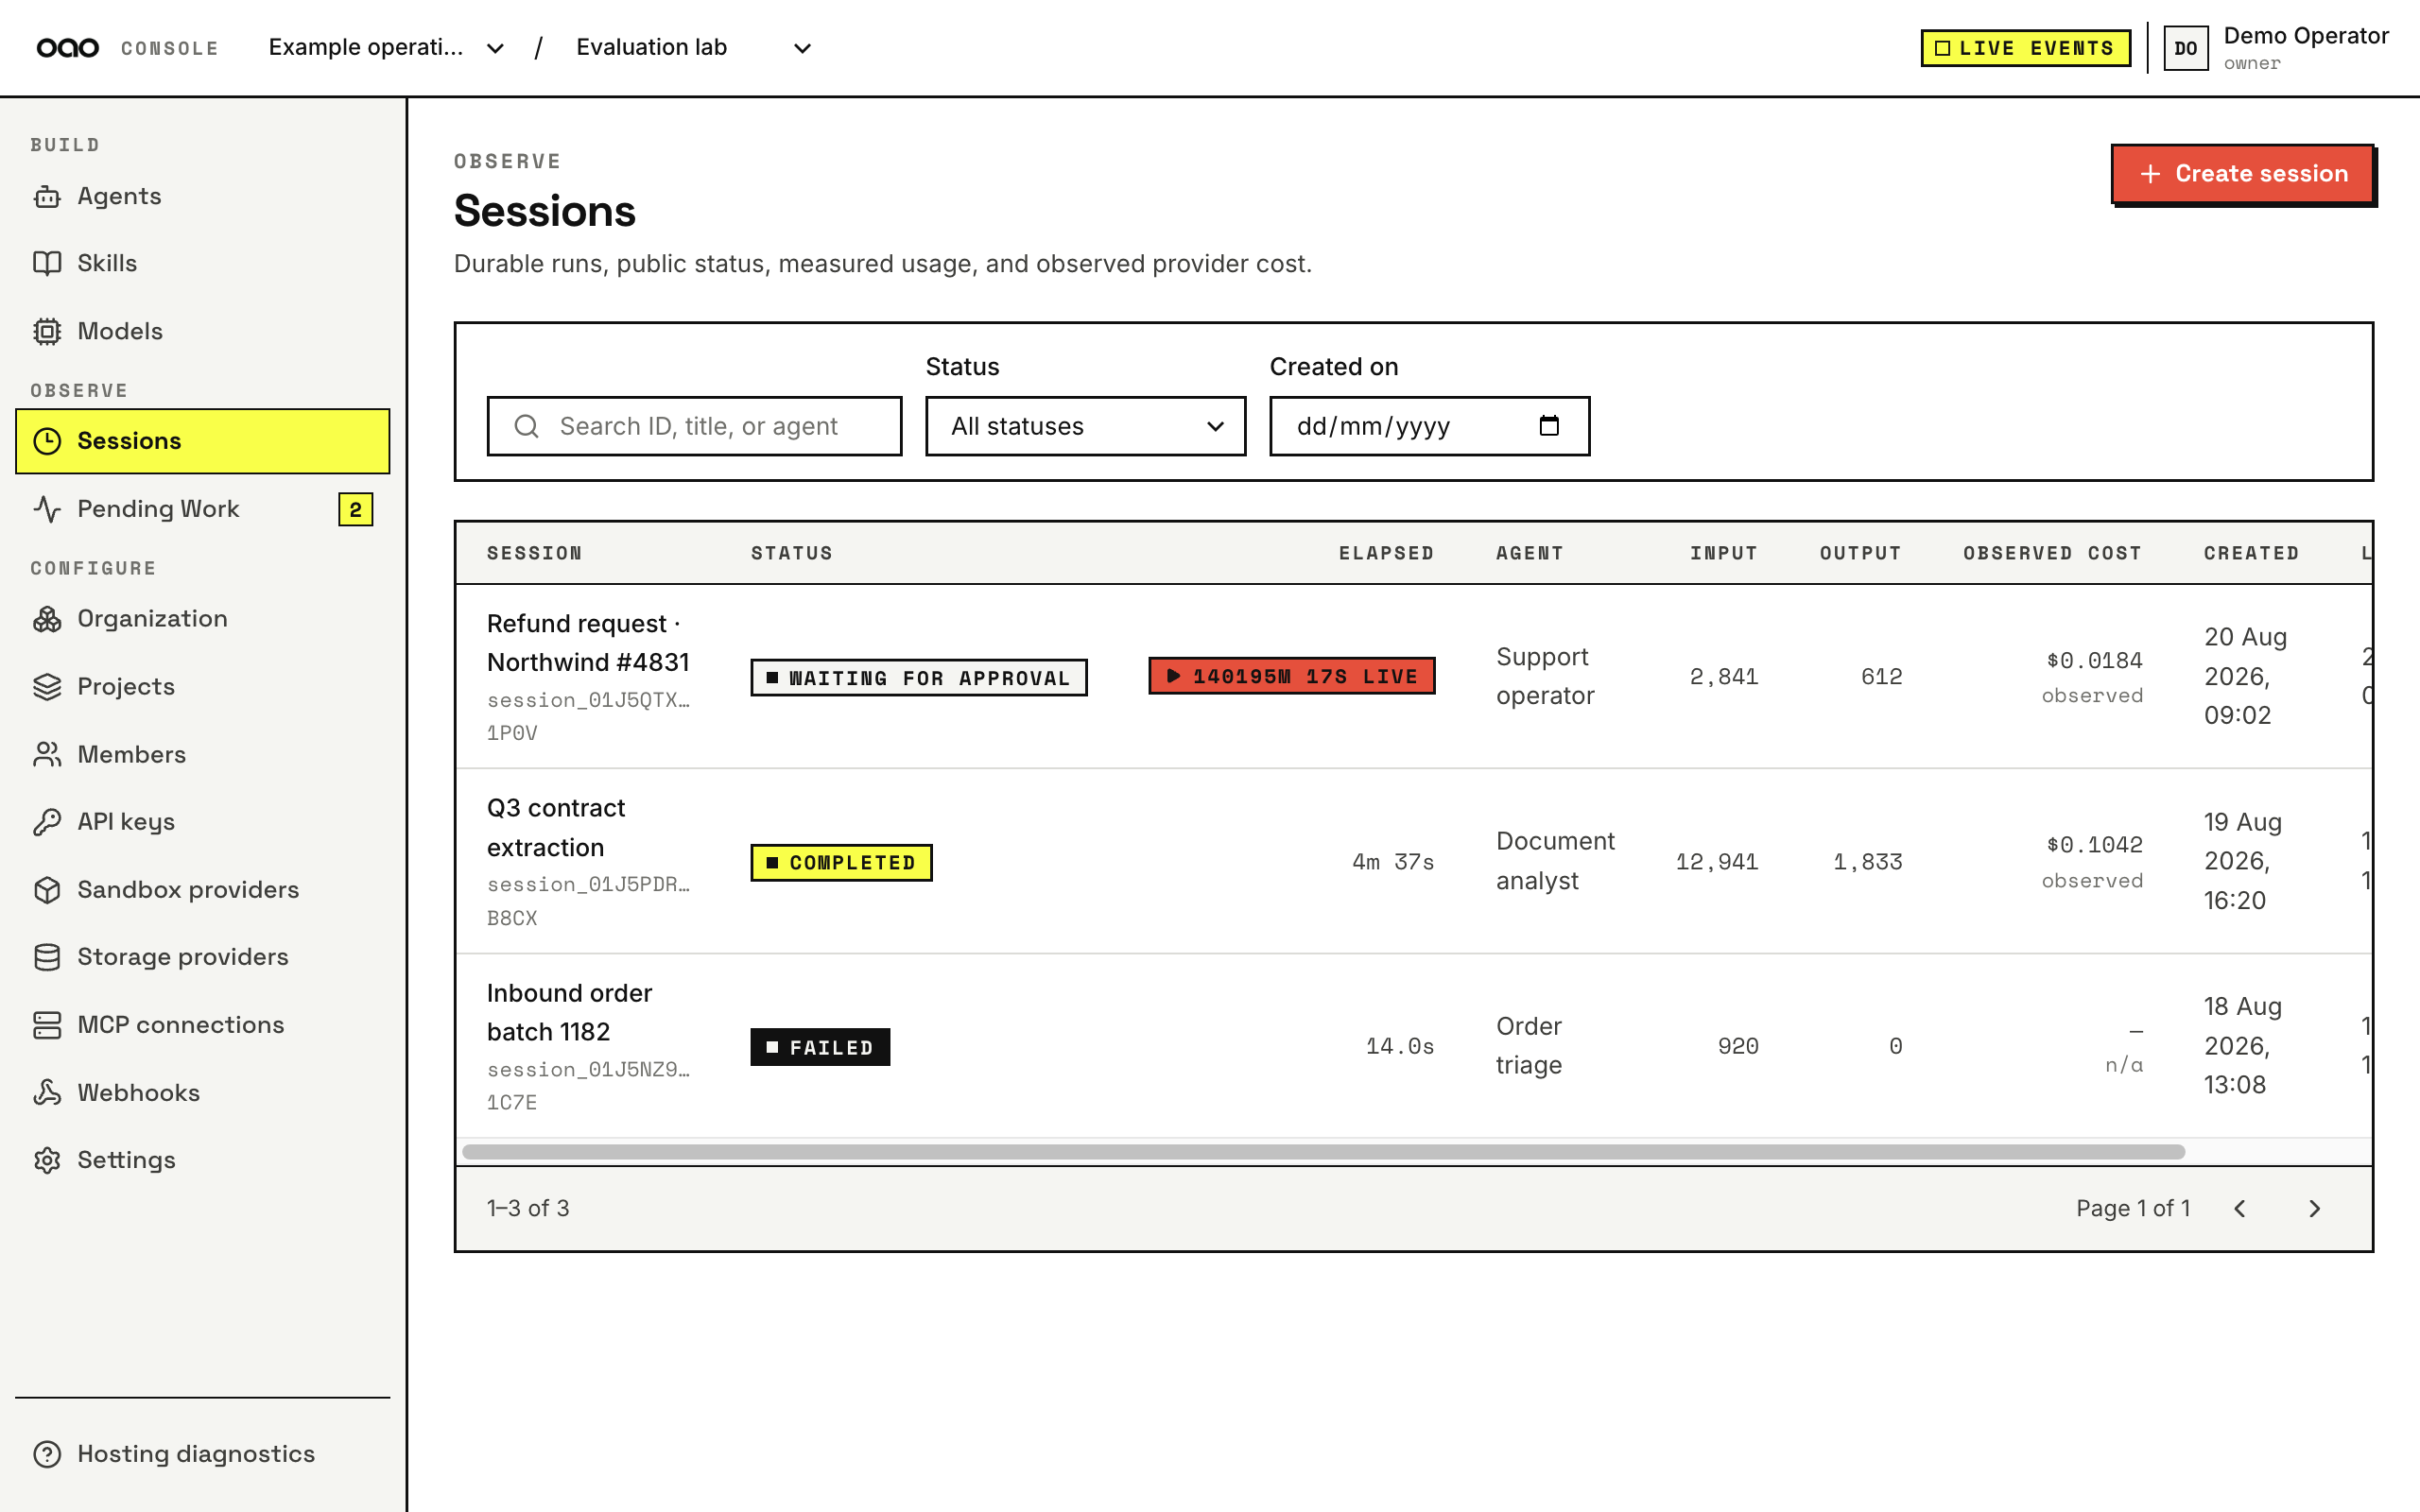 oao CONSOLE Example operati... / Evaluation lab LIVE EVENTS DO Demo Operator
owner
BUILD
Agents
Skills
Models
OBSERVE
Sessions
Pending Work 2
CONFIGURE
Organization
Projects
Members
API keys
Sandbox providers
Storage providers
MCP connections
Webhooks
Settings
Hosting diagnostics
OBSERVE
Sessions
Durable runs, public status, measured usage, and observed provider cost.
+ Create session
Status
Created on
Search ID, title, or agent
All statuses
dd/mm/yyyy
SESSION STATUS ELAPSED AGENT INPUT OUTPUT OBSERVED COST CREATED L
Refund request ·
Northwind #4831
session_01J5QTX…
1P0V
WAITING FOR APPROVAL
140195M 17S LIVE
Support
operator
2,841
612
$0.0184
observed
20 Aug
2026,
09:02
Q3 contract
extraction
session_01J5PDR…
B8CX
COMPLETED
4m 37s
Document
analyst
12,941
1,833
$0.1042
observed
19 Aug
2026,
16:20
Inbound order
batch 1182
session_01J5NZ9…
1C7E
FAILED
14.0s
Order
triage
920
0
—
n/a
18 Aug
2026,
13:08
1–3 of 3
Page 1 of 1